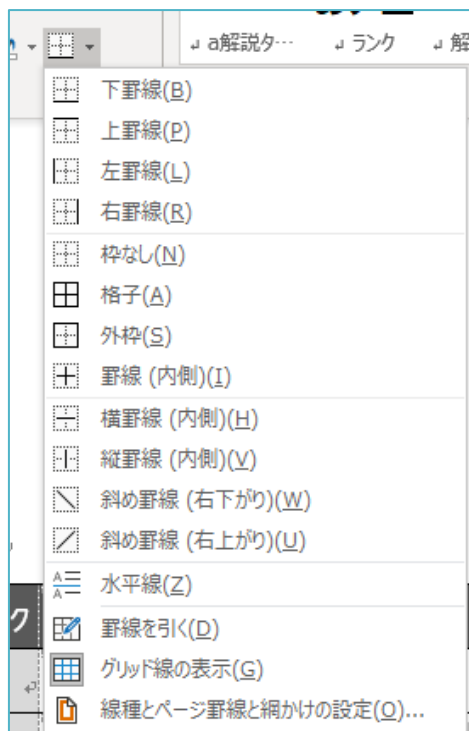 a解説タ… ランク 解
下罫線(B)
上罫線(P)
左罫線(L)
右罫線(R)
枠なし(N)
格子(A)
外枠(S)
罫線 (内側)(I)
横罫線 (内側)(H)
縦罫線 (内側)(V)
斜め罫線 (右下がり)(W)
斜め罫線 (右上がり)(U)
水平線(Z)
ク 罫線を引く(D)
グリッド線の表示(G)
線種とページ罫線と網かけの設定(O)...